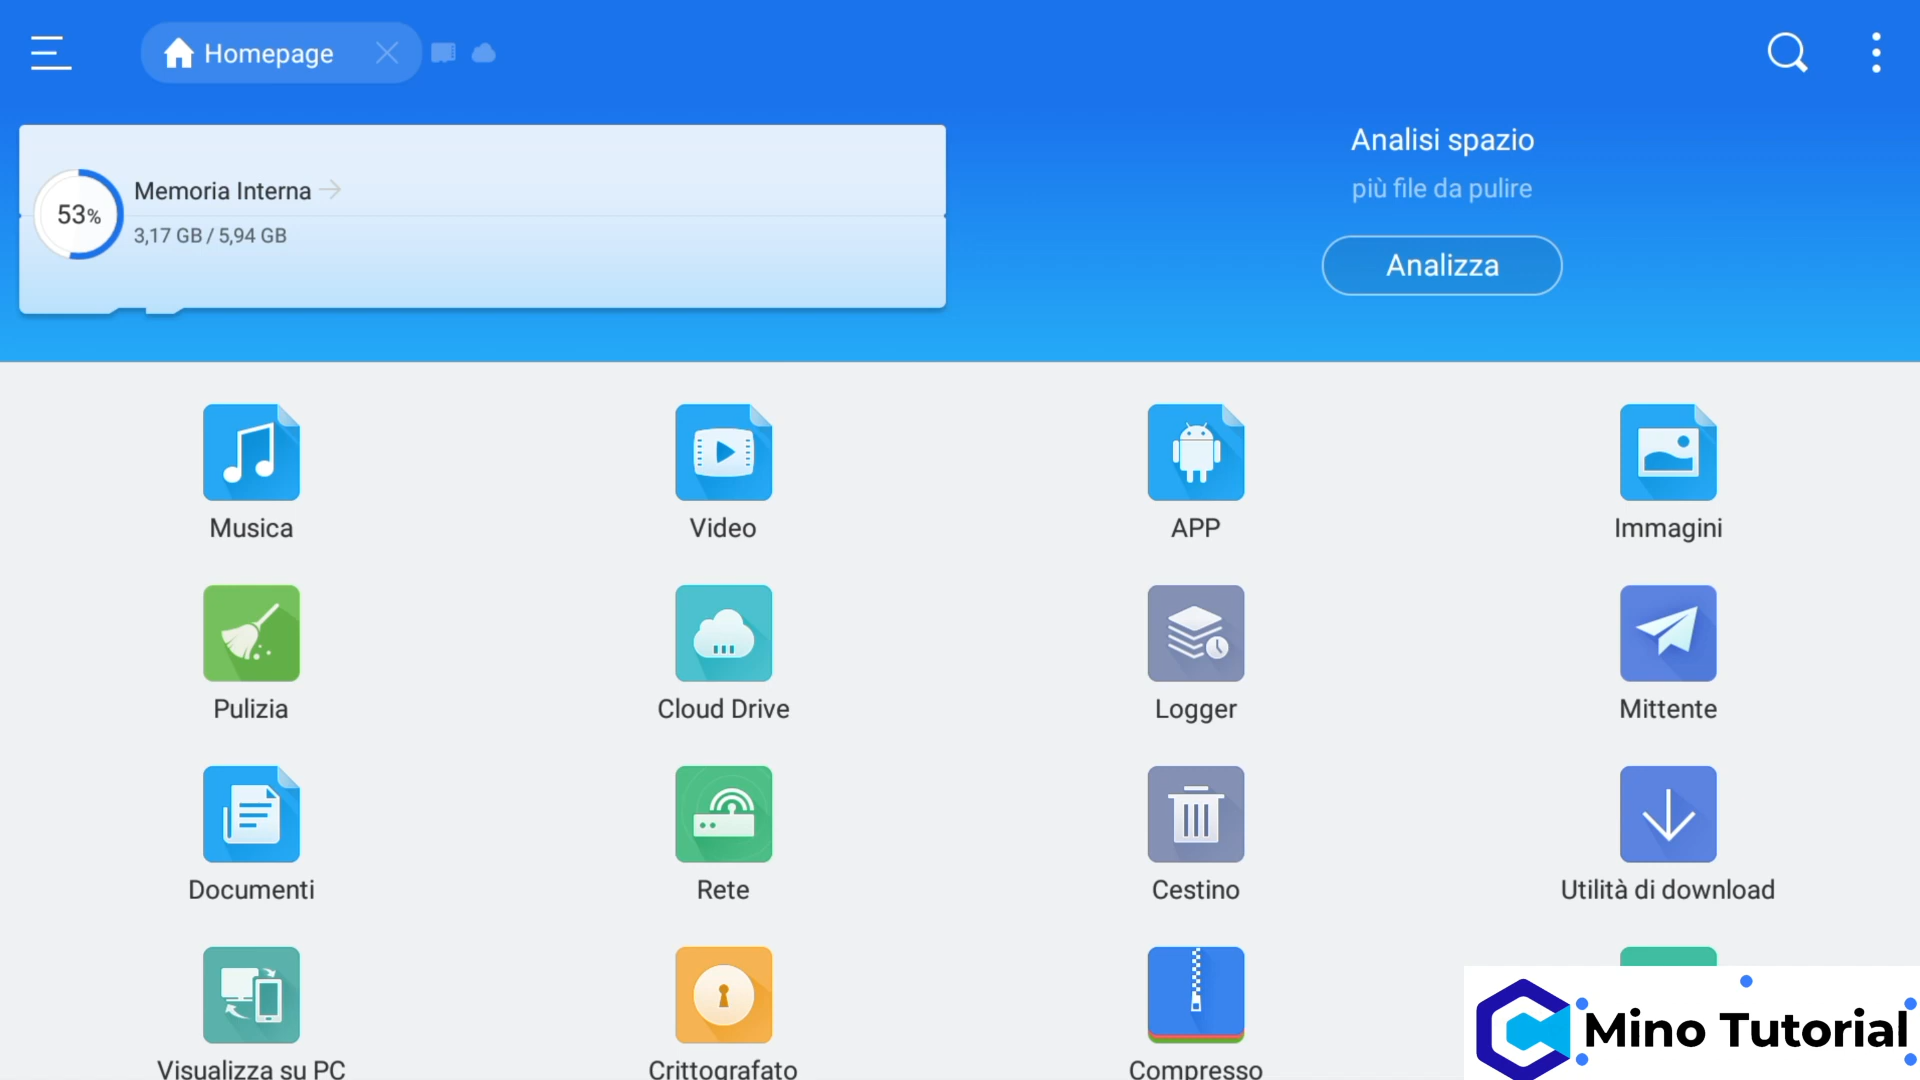 Homepage
Analisi spazio
più file da pulire
Analizza
53%
Memoria Interna
3,17 GB / 5,94 GB
Musica
Video
APP
Immagini
Pulizia
Cloud Drive
Logger
Mittente
Documenti
Rete
Cestino
Utilità di download
Visualizza su PC
Crittografato
Compresso
Mino Tutorial